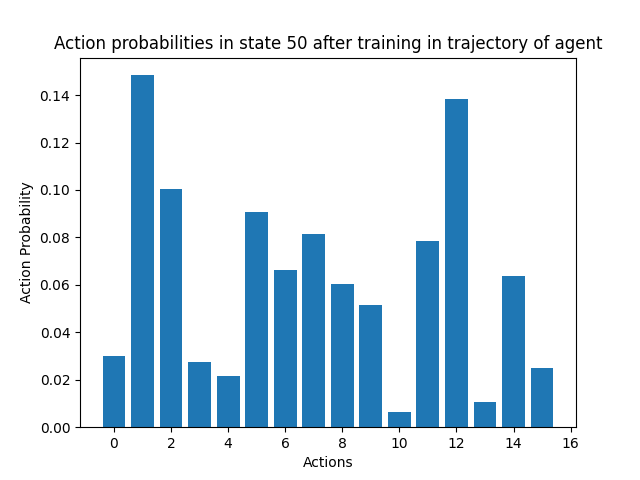 Action probabilities in state 50 after training in trajectory of agent
0.14
0.12
0.10
0.08
0.06
0.04
0.02
0.00
Action Probability
0 2 4 6 8 10 12 14 16
Actions